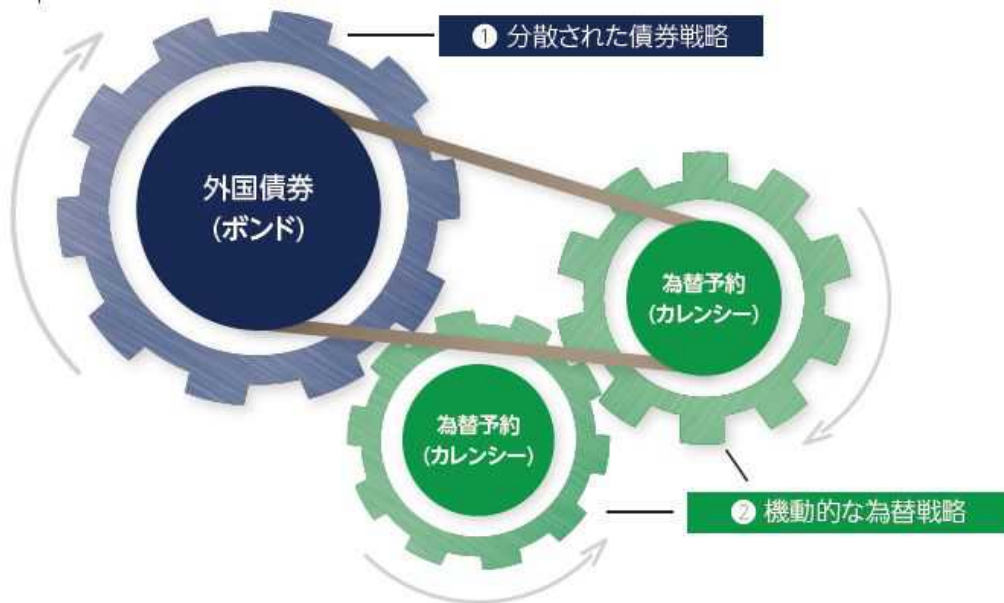 ❶ 分散された債券戦略
外国債券
(ボンド)
為替予約
(カレンシー)
為替予約
(カレンシー)
❷ 機動的な為替戦略